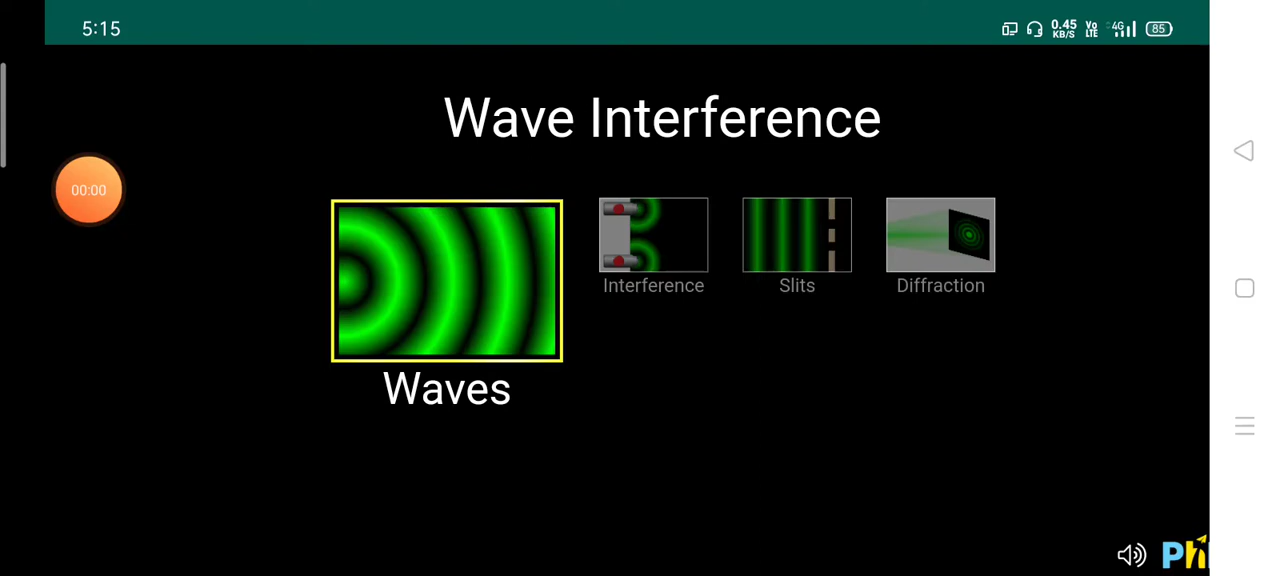 5:15
0.45 KB/S Vo LTE 4G 85
Wave Interference
00:00
Interference
Slits
Diffraction
Waves